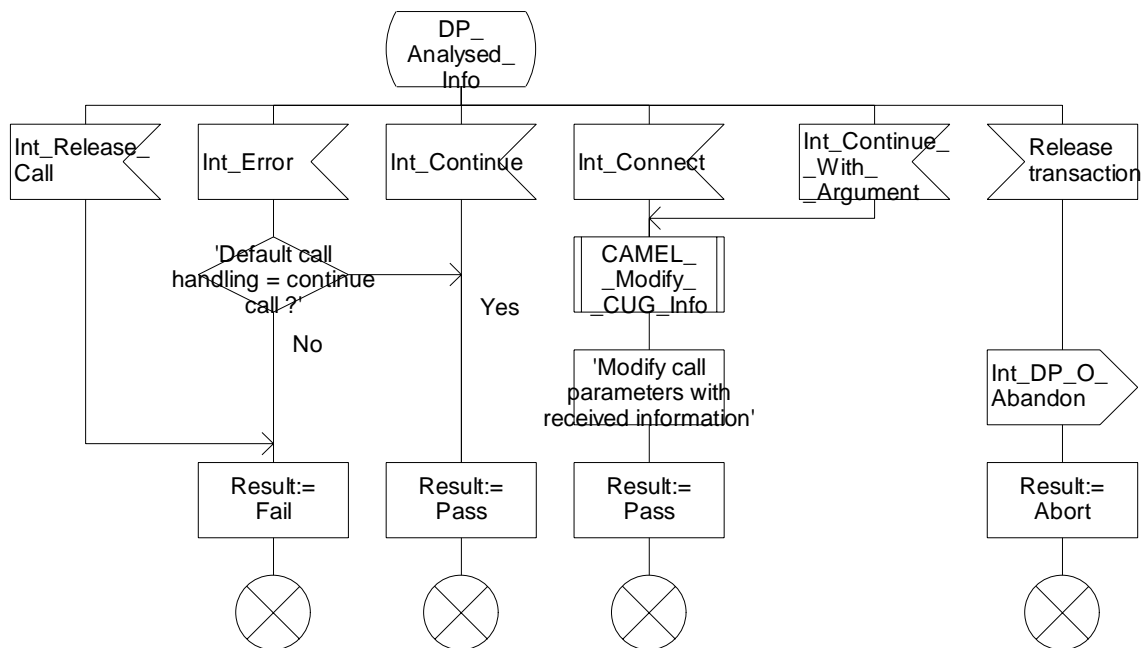 DP_
Analysed_
Info
Int_Release_
Call
Int_Error
Int_Continue
Int_Connect
Int_Continue_
_With_
_Argument
Release
transaction
'Default call
handling = continue
call ?'
Yes
No
CAMEL_
_Modify_
_CUG_Info
'Modify call
parameters with
received information'
Int_DP_O_
Abandon
Result:=
Fail
Result:=
Pass
Result:=
Pass
Result:=
Abort